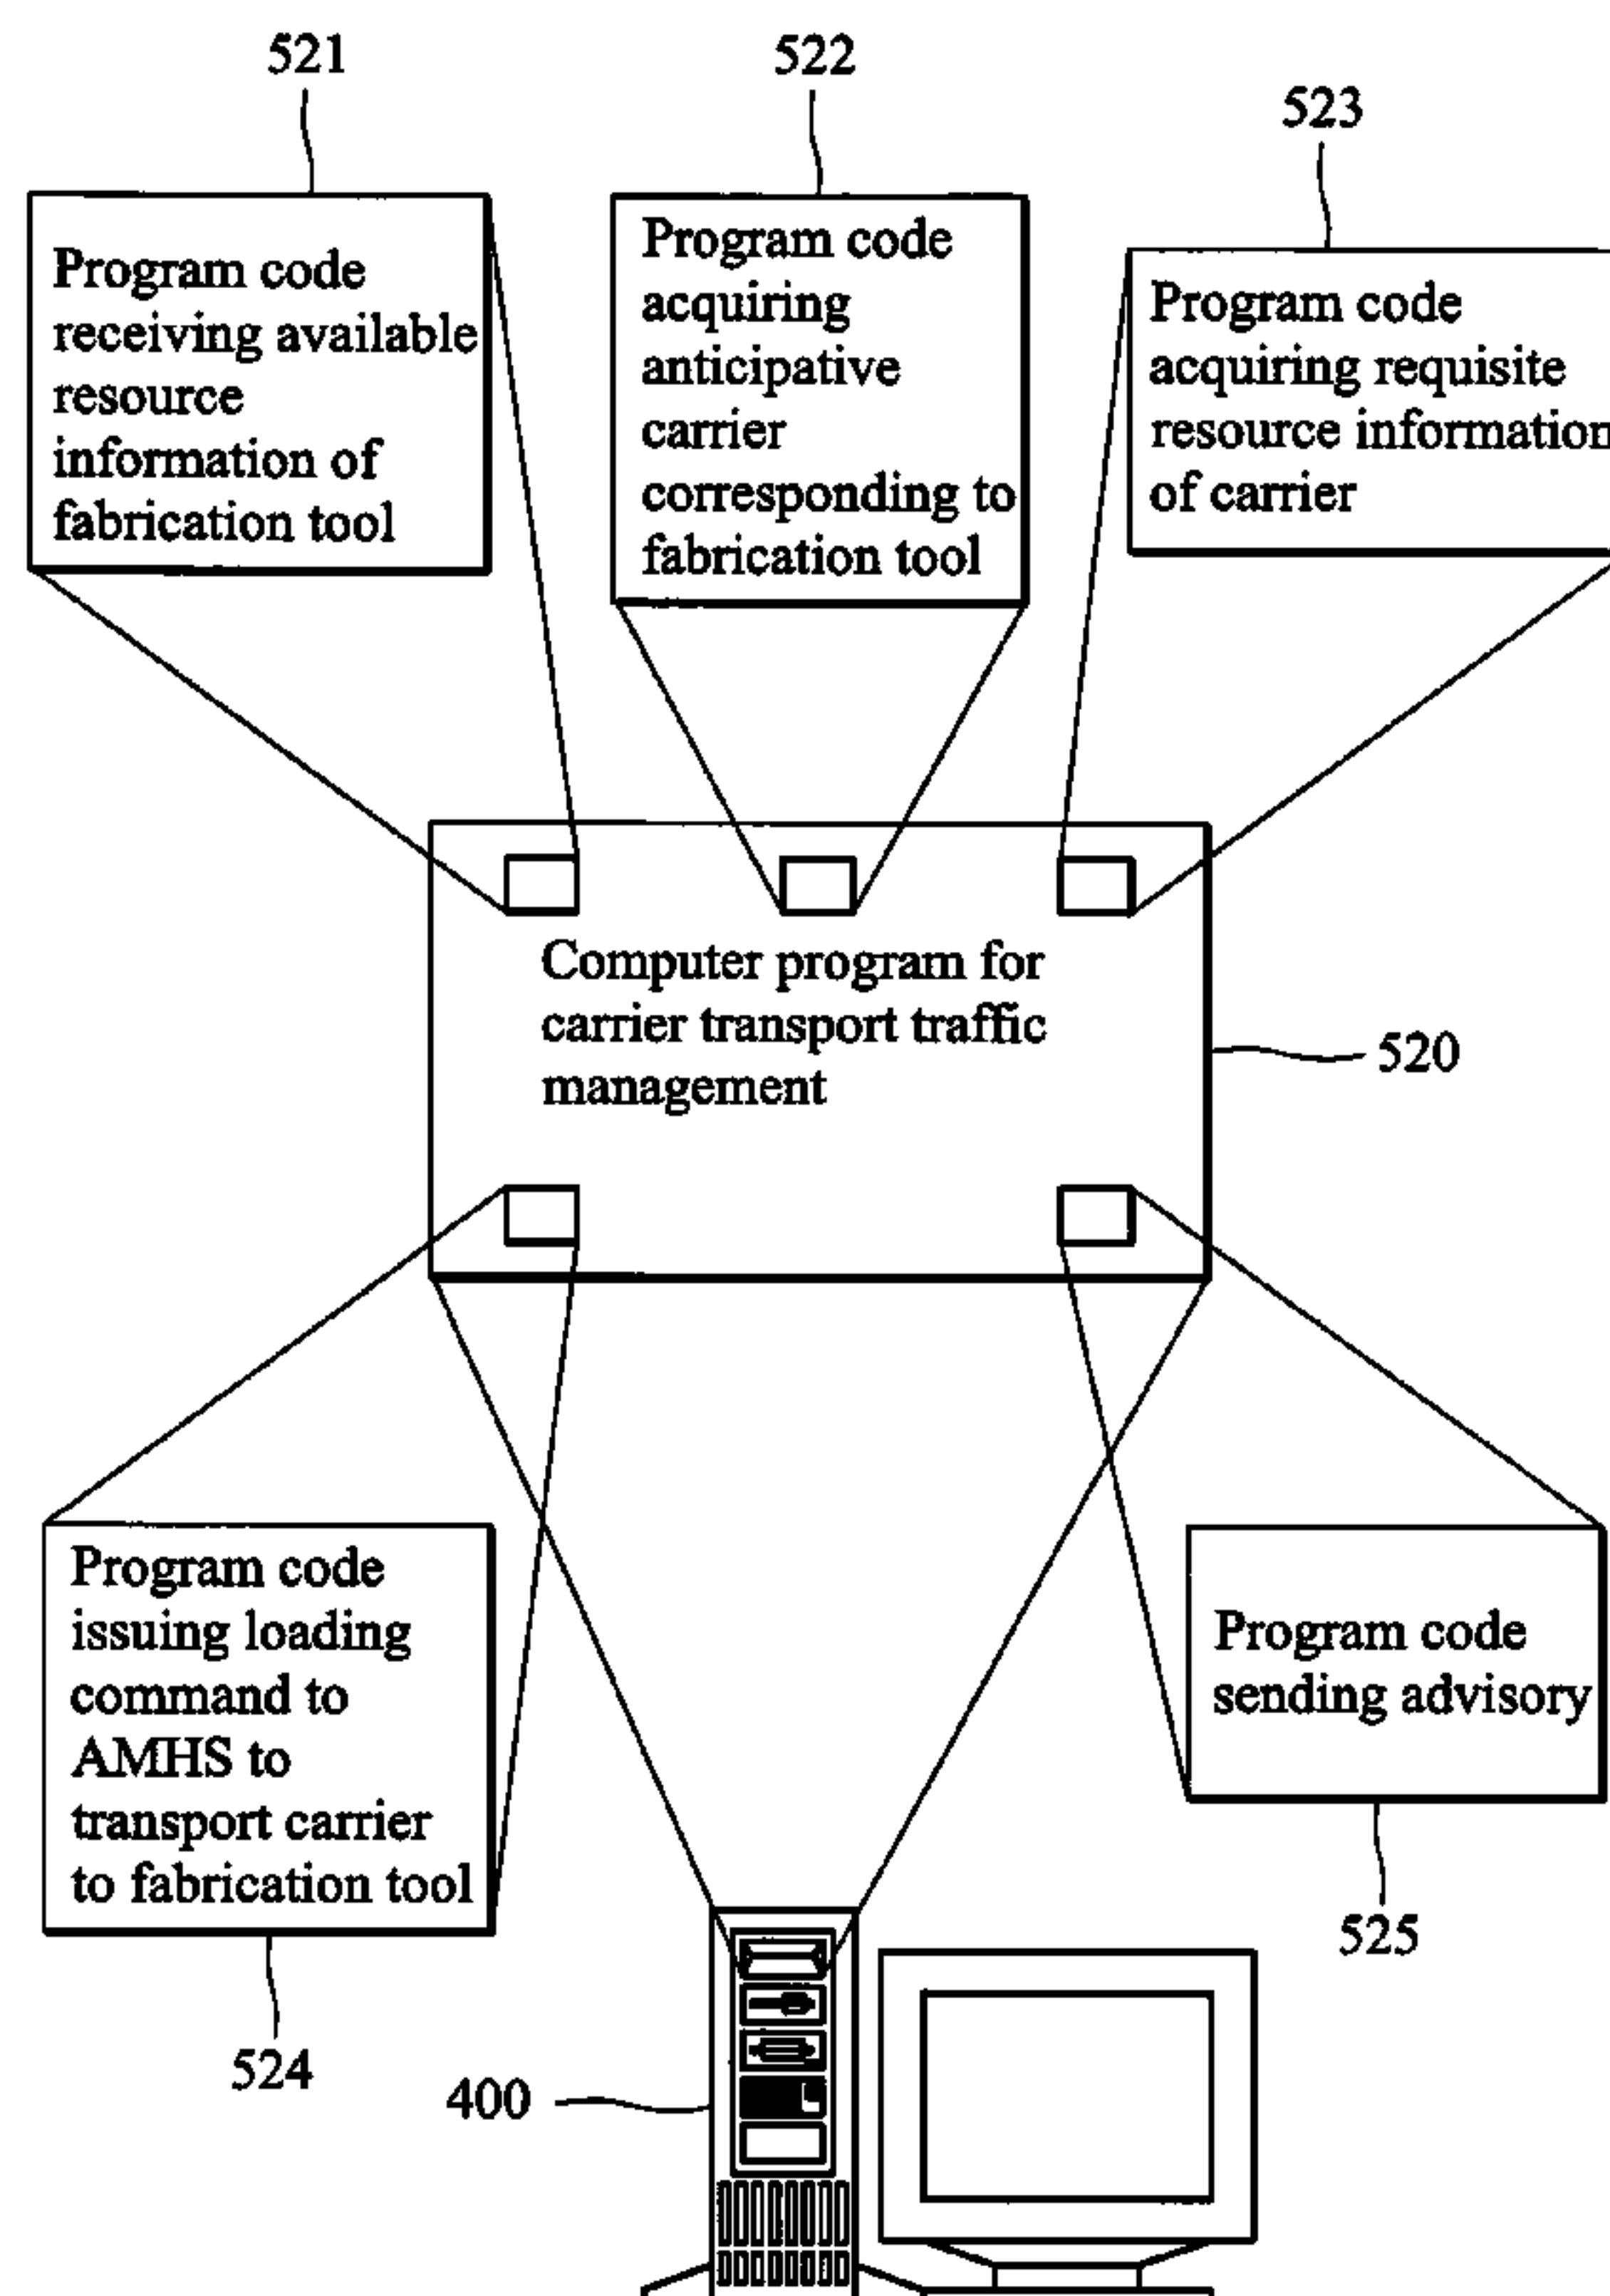 521
522
523
Program code
receiving available
resource
information of
fabrication tool
Program code
acquiring
anticipative
carrier
corresponding to
fabrication tool
Program code
acquiring requisite
resource information
of carrier
Computer program for
carrier transport traffic
management
520
Program code
issuing loading
command to
AMHS to
transport carrier
to fabrication tool
Program code
sending advisory
525
524
400